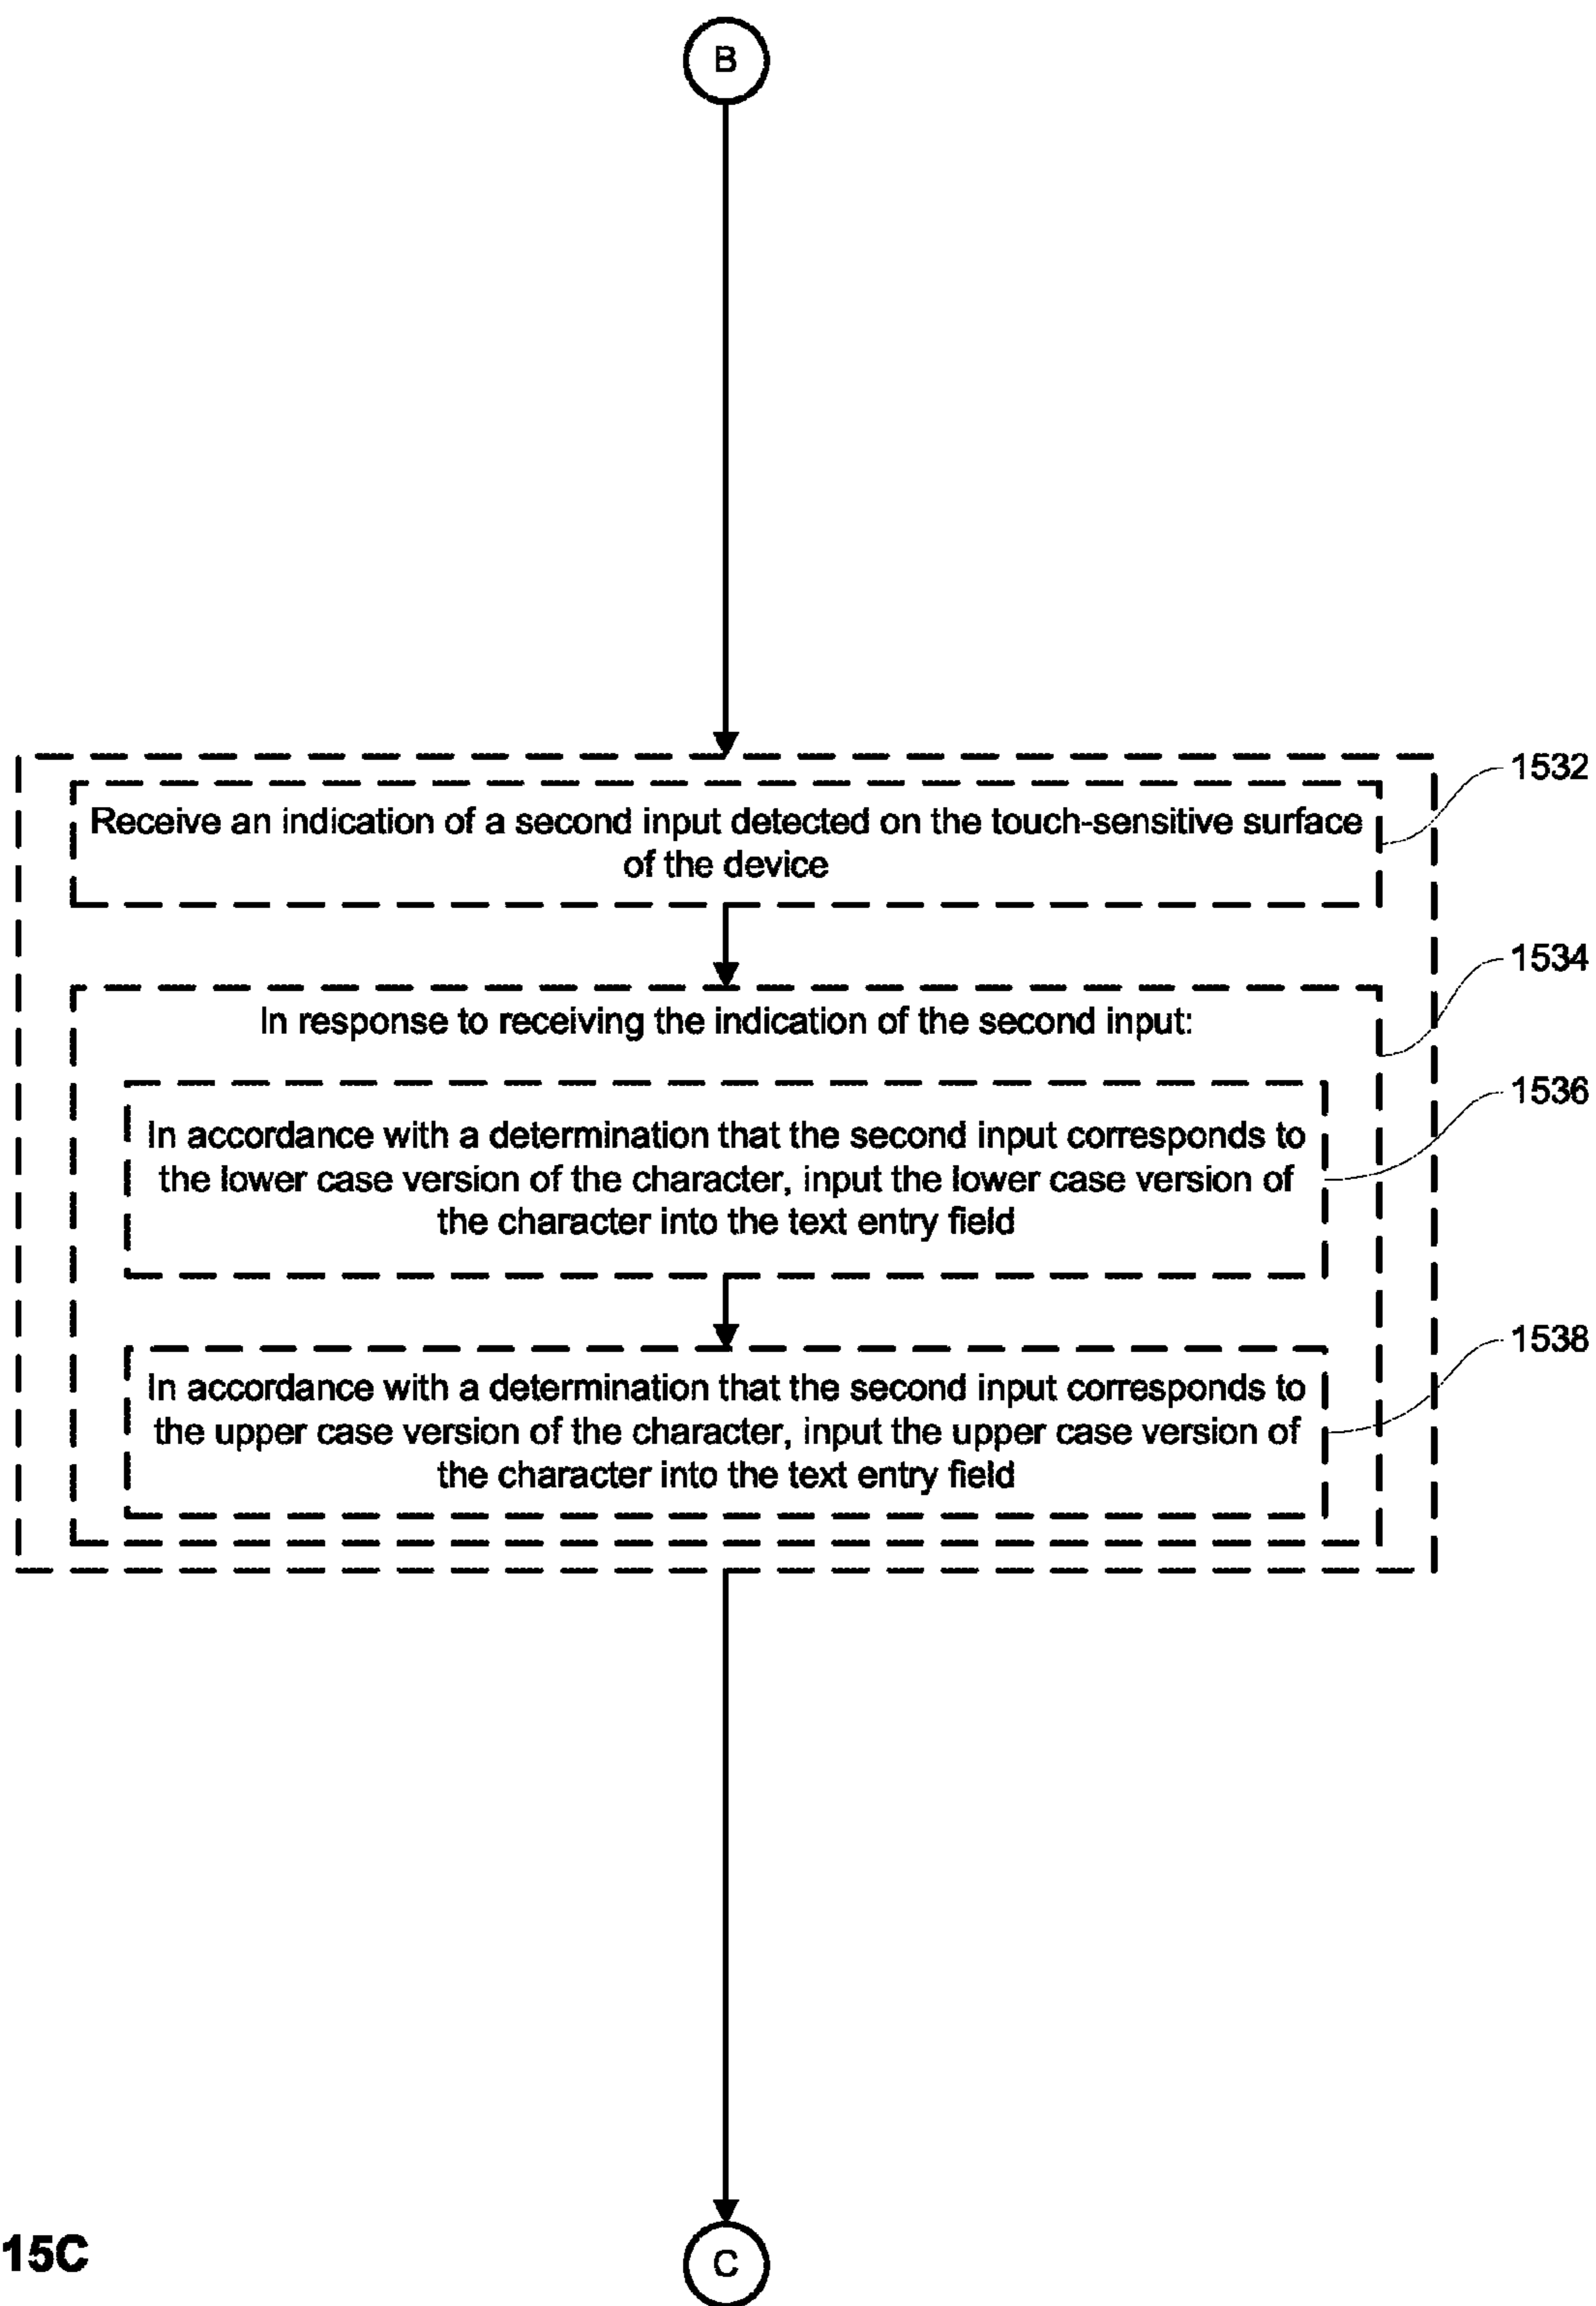 B
1532
Receive an indication of a second input detected on the touch-sensitive surface
of the device
1534
In response to receiving the indication of the second input:
1536
In accordance with a determination that the second input corresponds to
the lower case version of the character, input the lower case version of
the character into the text entry field
1538
In accordance with a determination that the second input corresponds to
the upper case version of the character, input the upper case version of
the character into the text entry field
15C
C